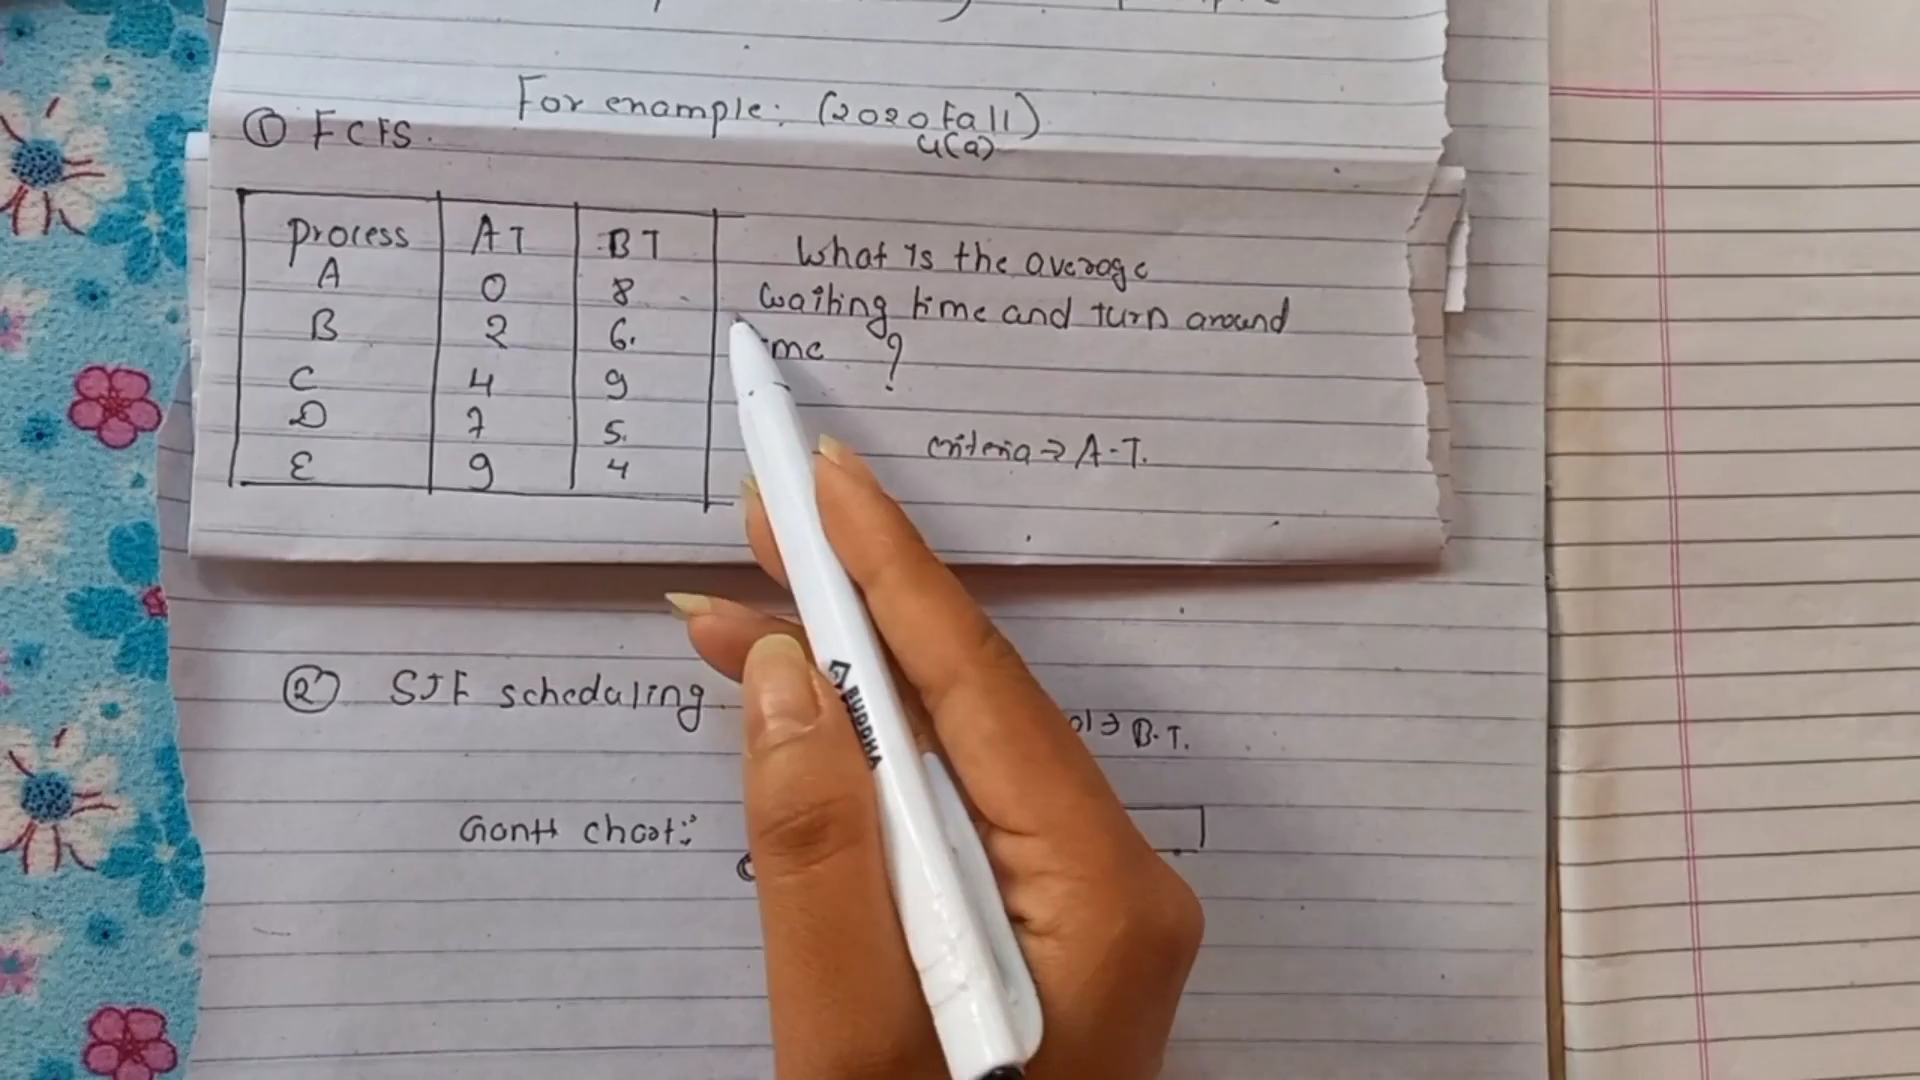 For enample: (2020 Fall)
4(a)
① FCFS.
Process AT BT
A 0 8
B 2 6.
C 4 9
D 7 5.
E 9 4
What is the average
waiting time and turn around
?
criteria → A-T.
② SJF scheduling
→ B.T.
Gantt chart:-
BUDDHA